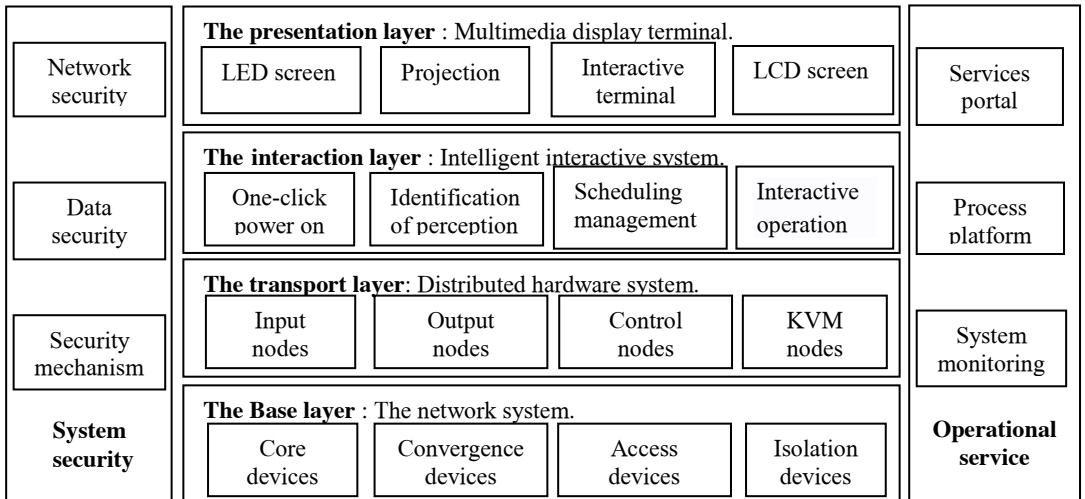 Network
security
Data
security
Security
mechanism
System
security
The presentation layer : Multimedia display terminal.
LED screen
Projection
Interactive
terminal
LCD screen
The interaction layer : Intelligent interactive system.
One-click
power on
Identification
of perception
Scheduling
management
Interactive
operation
The transport layer: Distributed hardware system.
Input
nodes
Output
nodes
Control
nodes
KVM
nodes
The Base layer : The network system.
Core
devices
Convergence
devices
Access
devices
Isolation
devices
Services
portal
Process
platform
System
monitoring
Operational
service